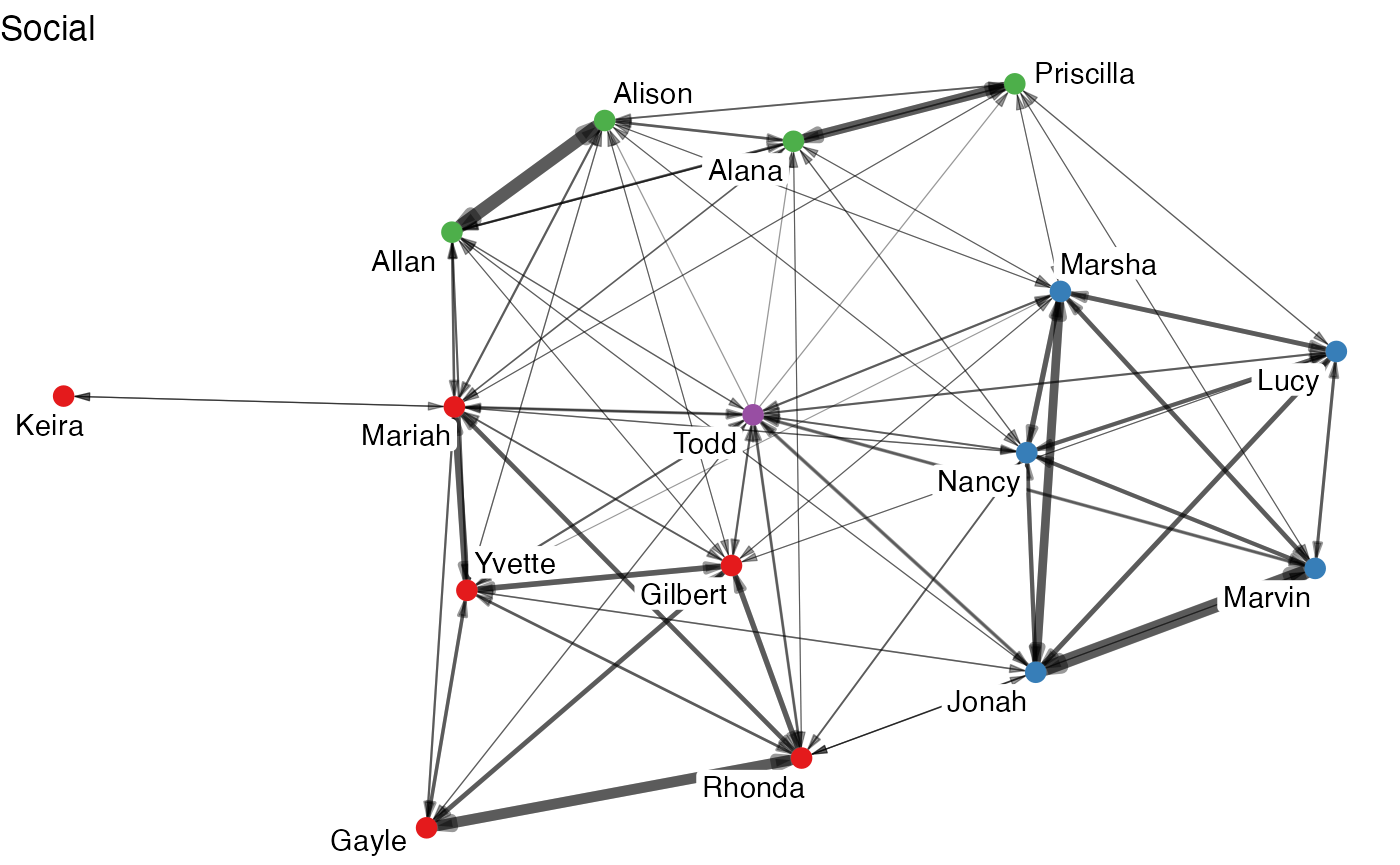 Social
Priscilla
Alison
Alana
Allan
Marsha
Lucy
Keira
Mariah
Todd
Nancy
Yvette
Gilbert
Marvin
Jonah
Rhonda
Gayle